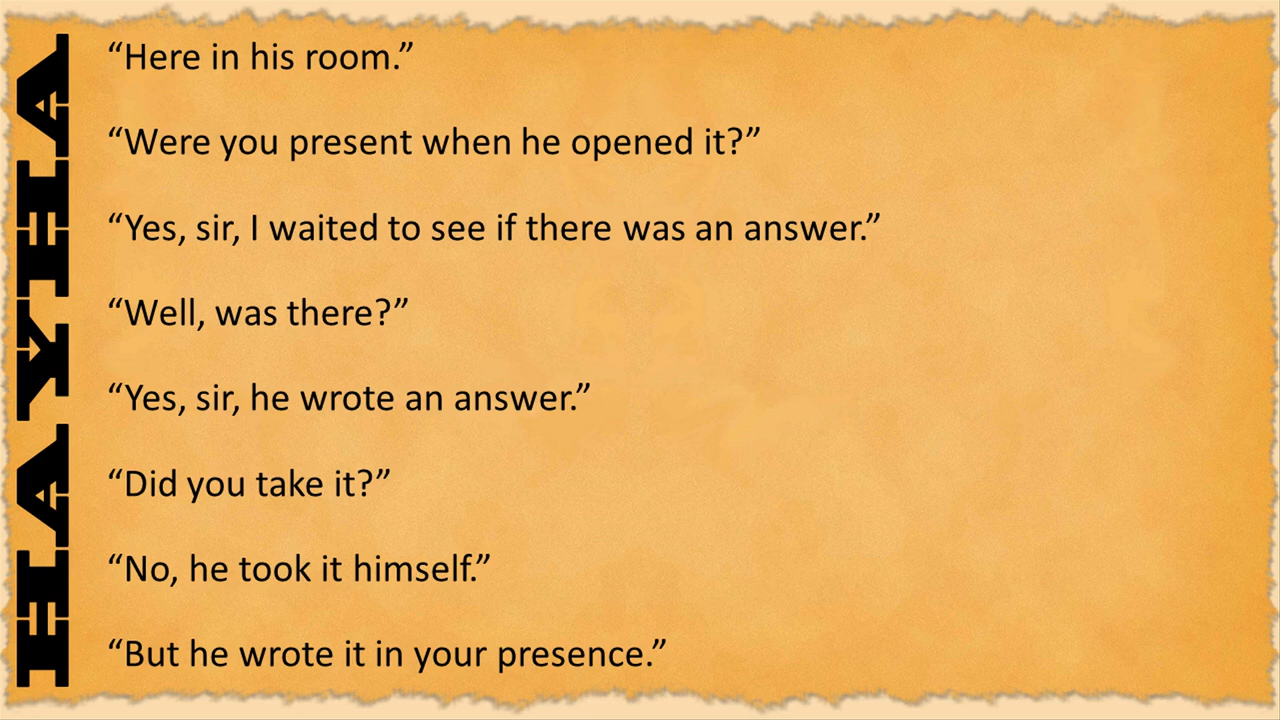 HAYHA
“Here in his room.”
“Were you present when he opened it?”
“Yes, sir, I waited to see if there was an answer.”
“Well, was there?”
“Yes, sir, he wrote an answer.”
“Did you take it?”
“No, he took it himself.”
“But he wrote it in your presence.”